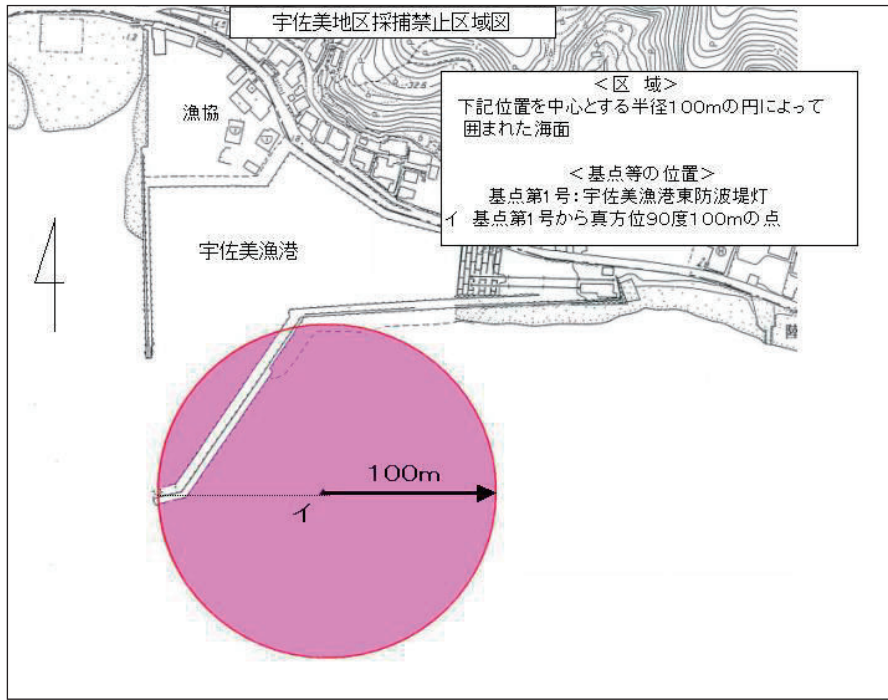 宇佐美地区採捕禁止区域図
＜区 域＞
下記位置を中心とする半径100mの円によって
囲まれた海面
＜基点等の位置＞
基点第1号：宇佐美漁港東防波堤灯
イ 基点第1号から真方位90度100mの点
漁協
宇佐美漁港
100m
イ